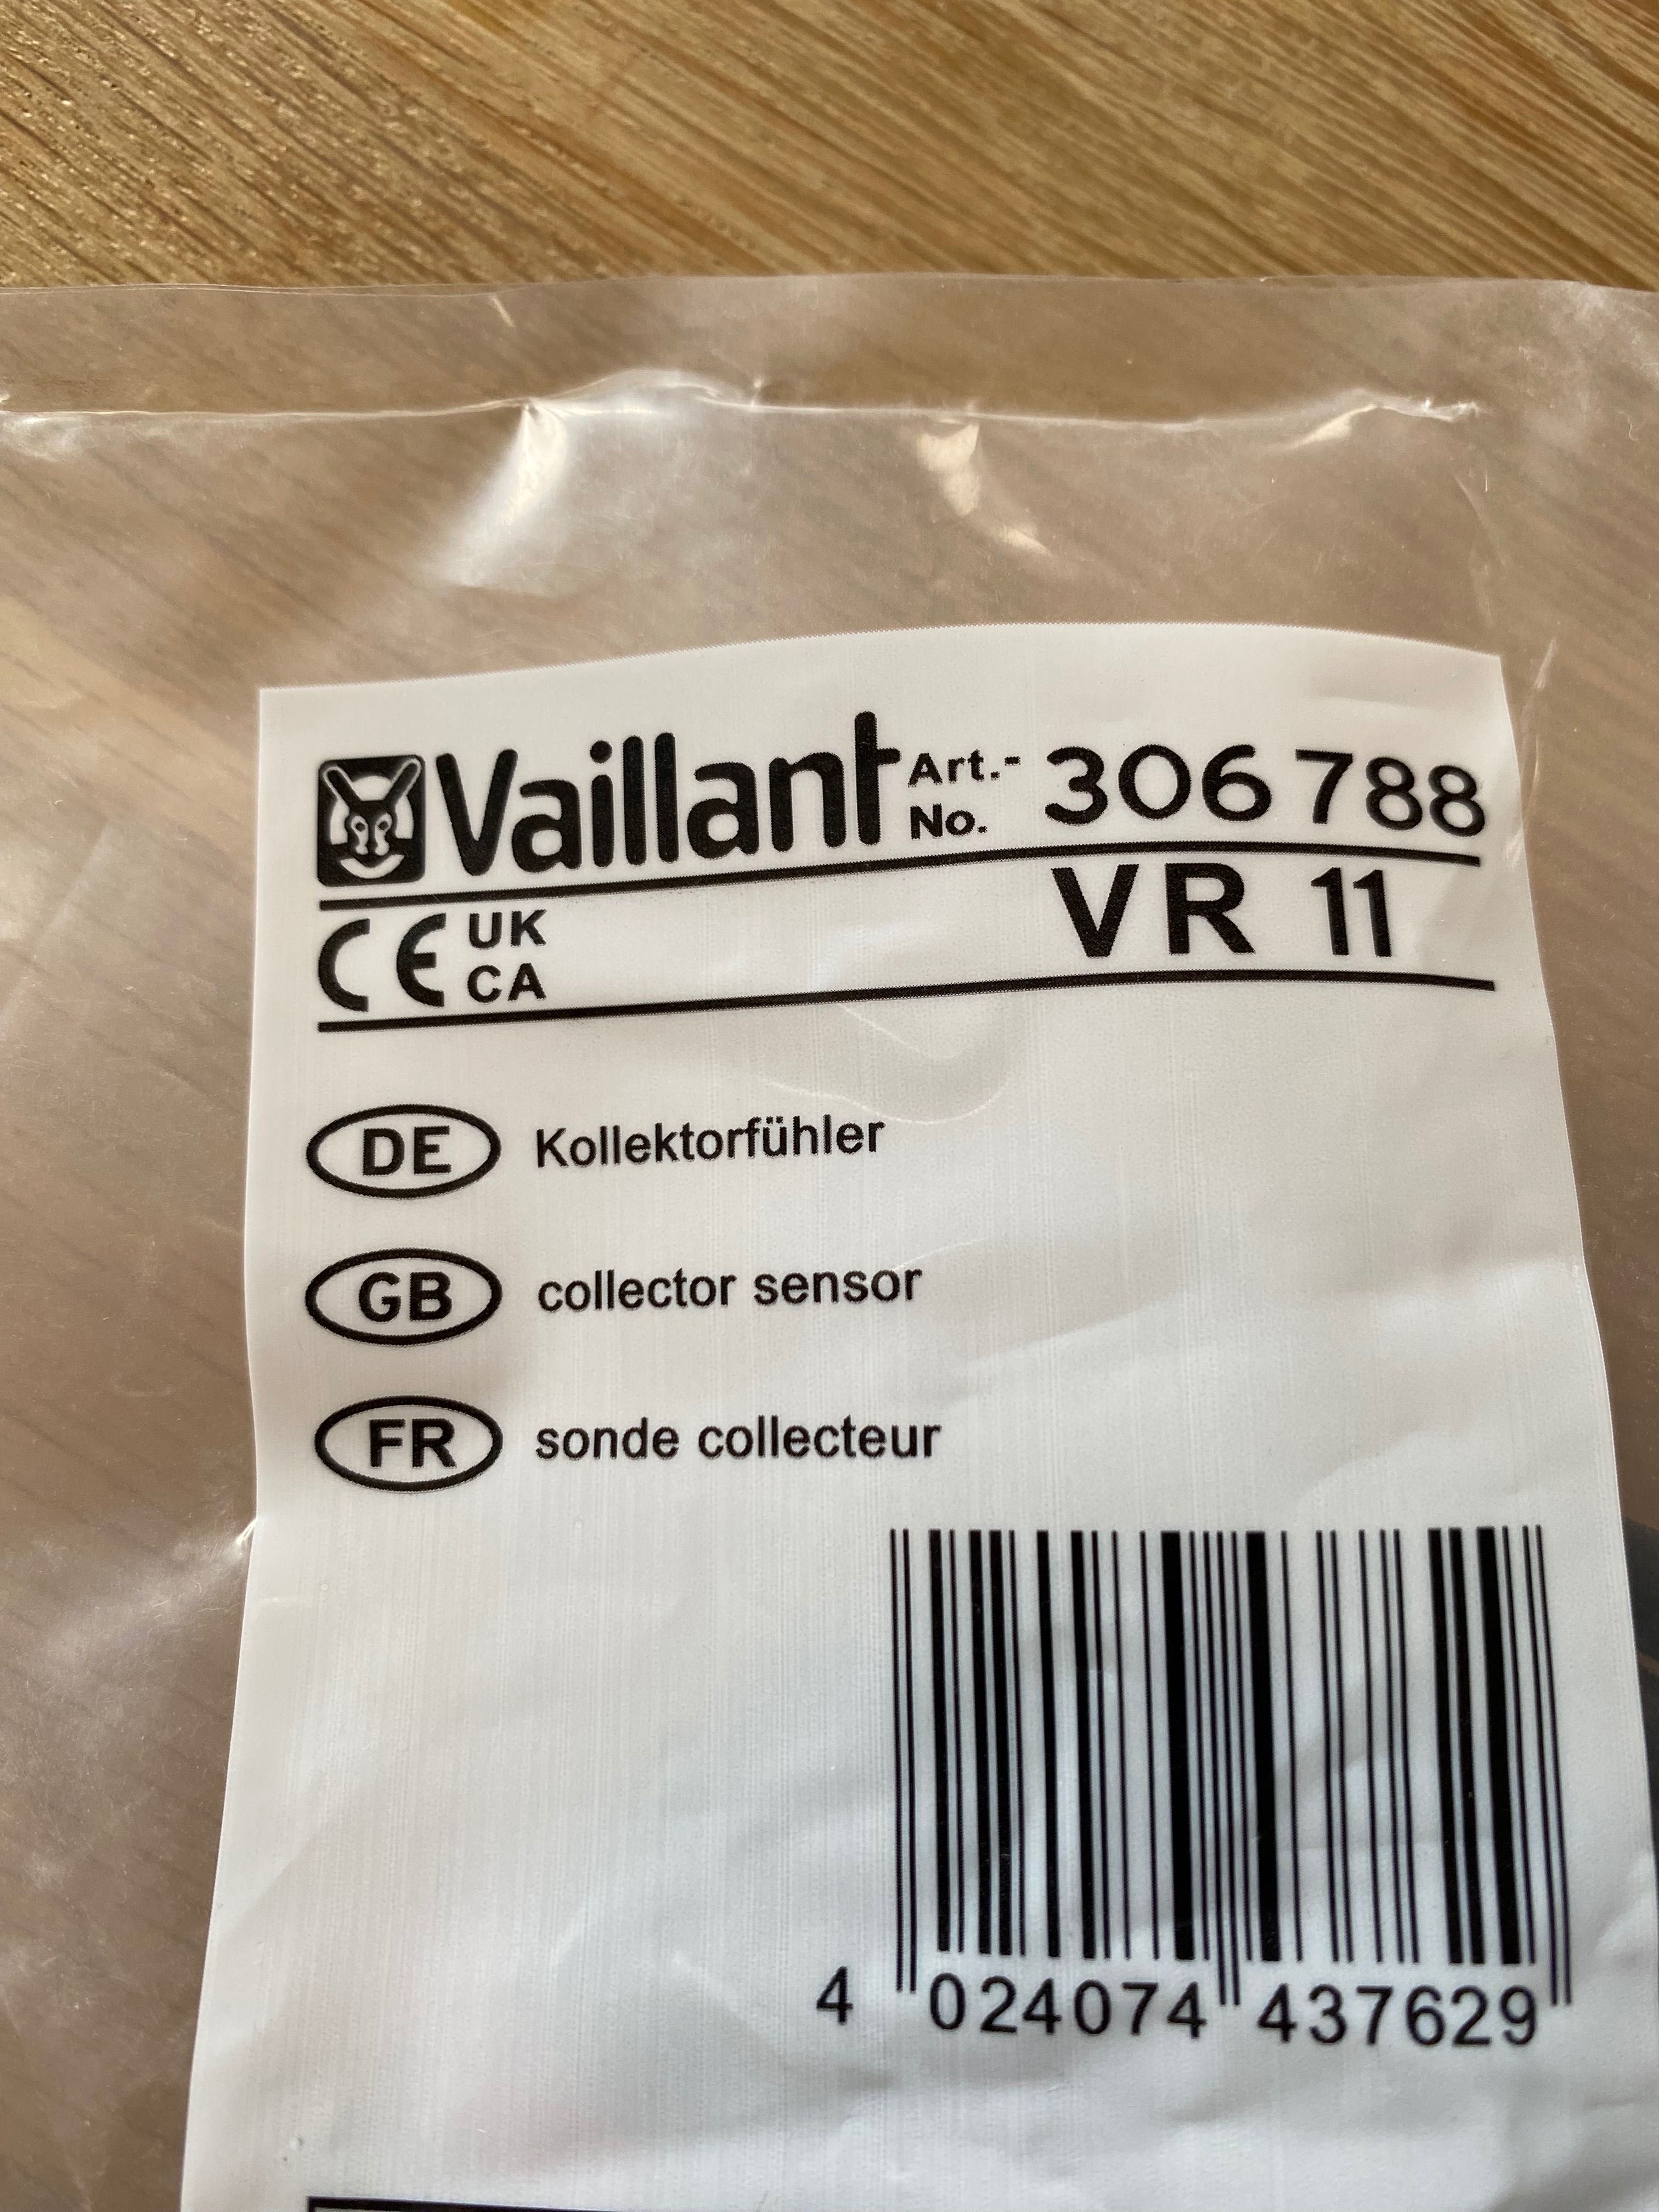 Vaillant Art.-No. 306 788
CE UK CA VR 11
DE Kollektorfühler
GB collector sensor
FR sonde collecteur
4 024074 437629